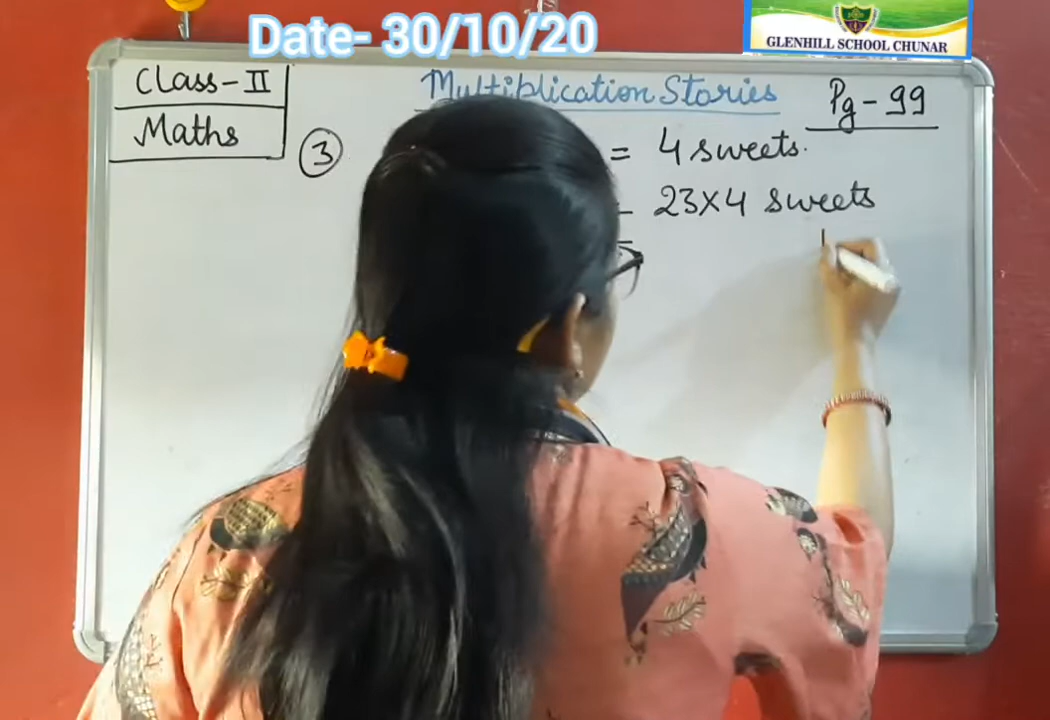 Date- 30/10/20
GLENHILL SCHOOL CHUNAR
Class-II
Maths
Multiplication Stories
Pg-99
3
= 4 sweets.
23x4 sweets
=